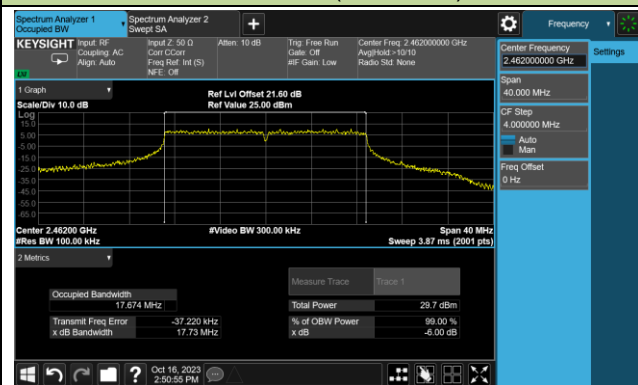 Spectrum Analyzer 1
Occupied BW
Spectrum Analyzer 2
Swept SA
+
Frequency
KEYSIGHT
Input: RF
Coupling: AC
Align: Auto
Input Z: 50 Ω
Corr CCorr
Freq Ref: Int (S)
NFE: Off
Atten: 10 dB
Trig: Free Run
Gate: Off
#IF Gain: Low
Center Freq: 2.462000000 GHz
Avg|Hold:>10/10
Radio Std: None
Center Frequency
2.462000000 GHz
Settings
Span
40.000 MHz
CF Step
4.000000 MHz
Auto
Man
Freq Offset
0 Hz
1 Graph
Scale/Div 10.0 dB
Ref Lvl Offset 21.60 dB
Ref Value 25.00 dBm
Log
15.0
5.00
-5.00
-15.0
-25.0
-35.0
-45.0
-55.0
-65.0
Center 2.46200 GHz
#Res BW 100.00 kHz
#Video BW 300.00 kHz
Span 40 MHz
Sweep 3.87 ms (2001 pts)
2 Metrics
Measure Trace
Trace 1
Occupied Bandwidth
17.674 MHz
Total Power
29.7 dBm
Transmit Freq Error
-37.220 kHz
% of OBW Power
99.00 %
x dB Bandwidth
17.73 MHz
x dB
-6.00 dB
?
Oct 16, 2023
2:50:55 PM